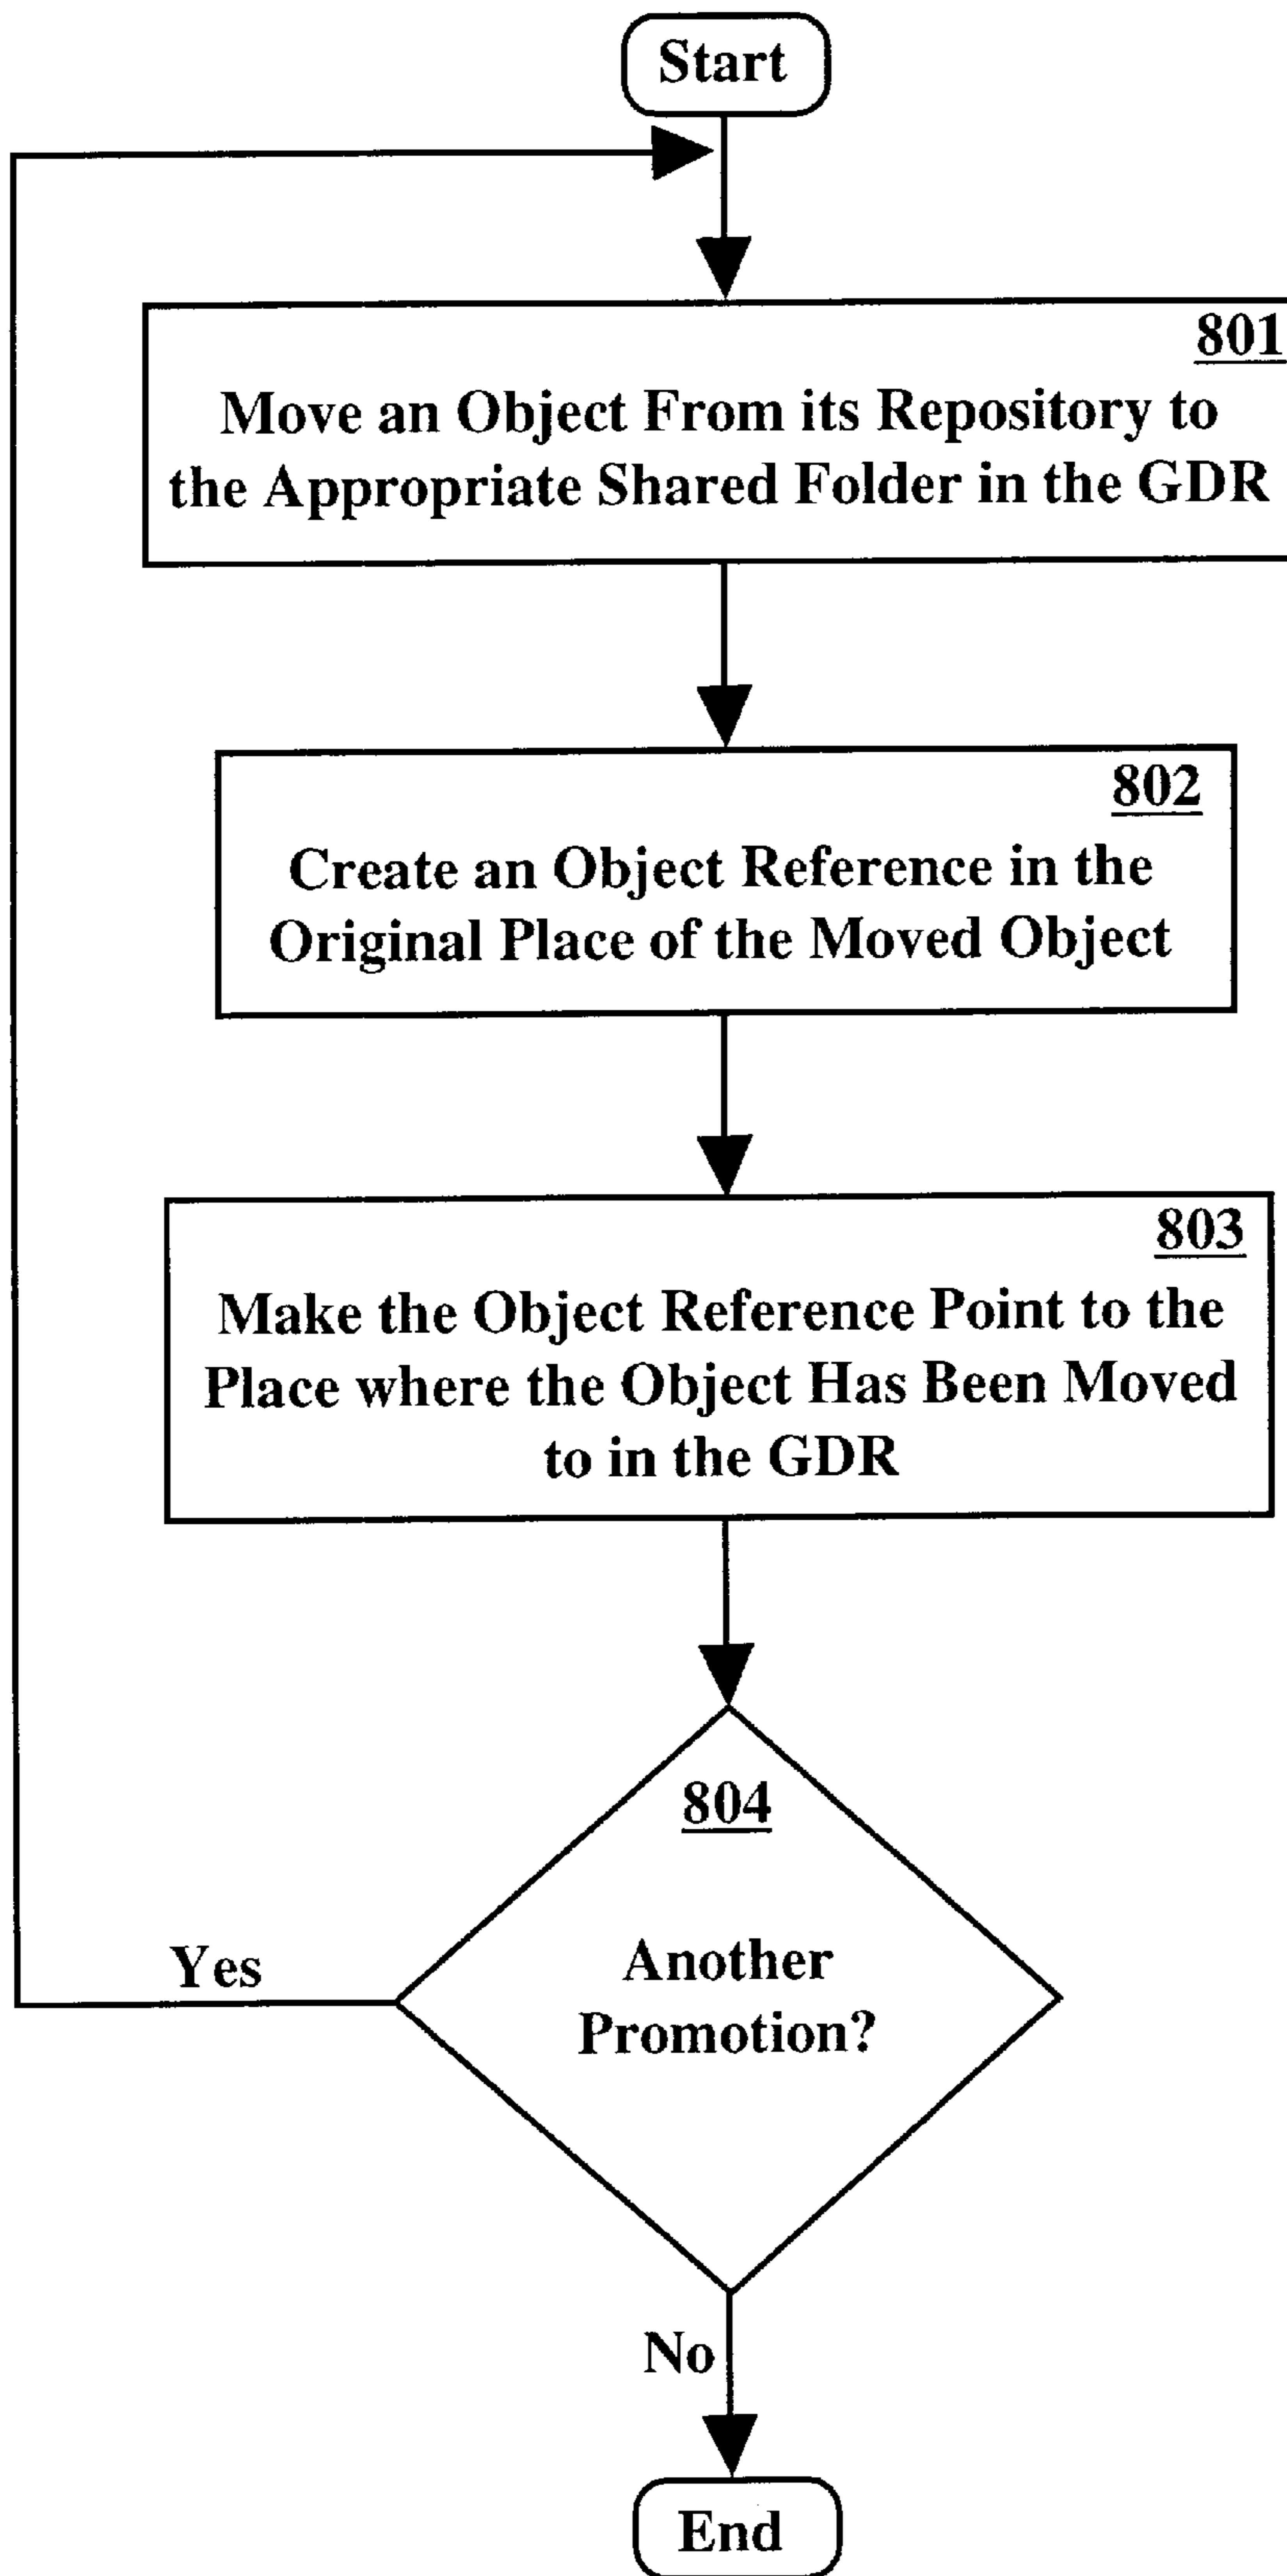 Start
801
Move an Object From its Repository to
the Appropriate Shared Folder in the GDR
802
Create an Object Reference in the
Original Place of the Moved Object
803
Make the Object Reference Point to the
Place where the Object Has Been Moved
to in the GDR
804
Another
Promotion?
Yes
No
End